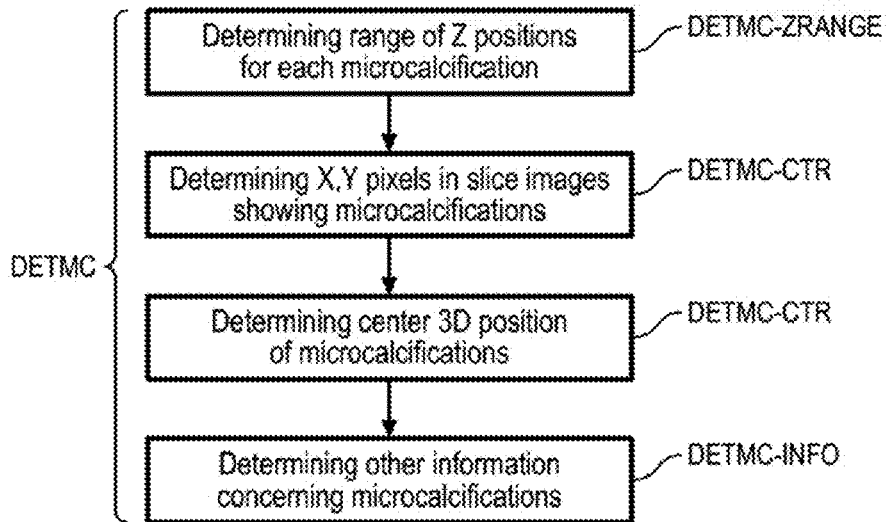 Determining range of Z positions
for each microcalcification
DETMC-ZRANGE
Determining X,Y pixels in slice images
showing microcalcifications
DETMC-CTR
DETMC
Determining center 3D position
of microcalcifications
DETMC-CTR
Determining other information
concerning microcalcifications
DETMC-INFO